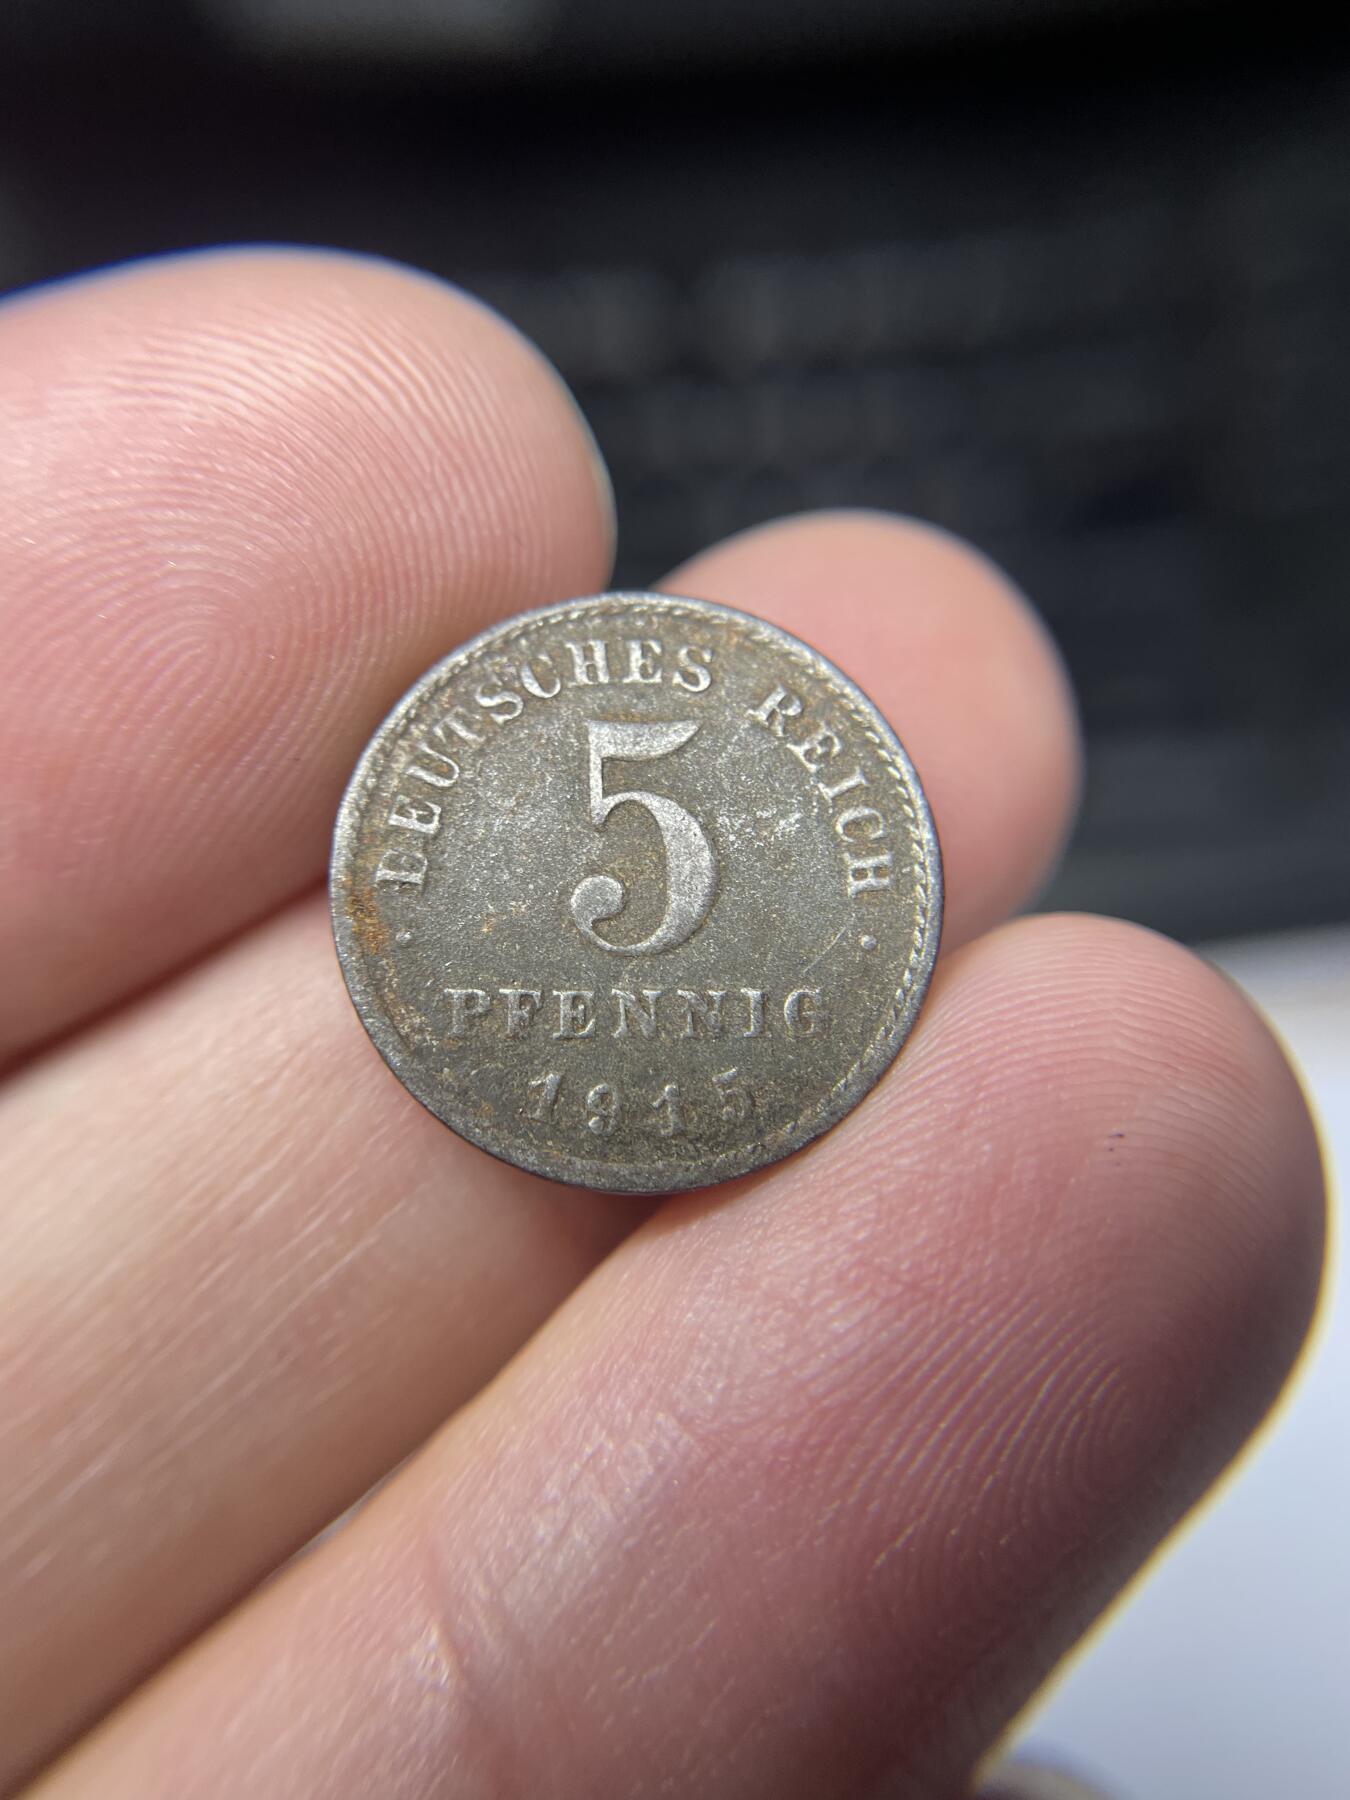 · DEUTSCHES REICH ·
5
PFENNIG
1915